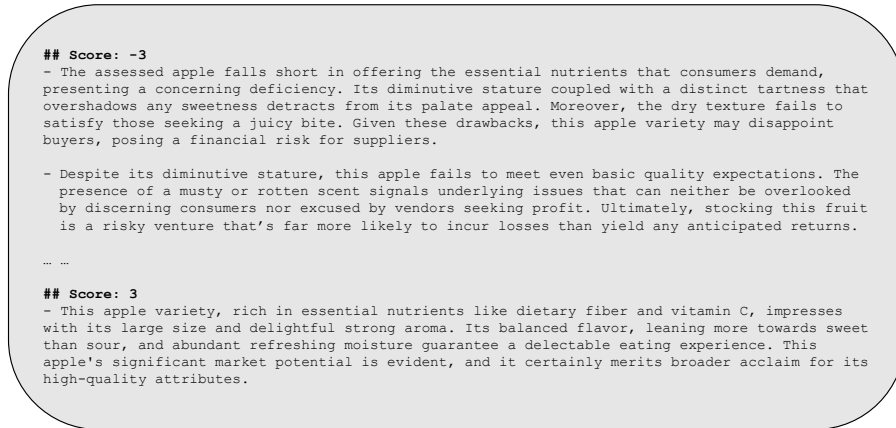 ## Score: -3
- The assessed apple falls short in offering the essential nutrients that consumers demand,
presenting a concerning deficiency. Its diminutive stature coupled with a distinct tartness that
overshadows any sweetness detracts from its palate appeal. Moreover, the dry texture fails to
satisfy those seeking a juicy bite. Given these drawbacks, this apple variety may disappoint
buyers, posing a financial risk for suppliers.
- Despite its diminutive stature, this apple fails to meet even basic quality expectations. The
presence of a musty or rotten scent signals underlying issues that can neither be overlooked
by discerning consumers nor excused by vendors seeking profit. Ultimately, stocking this fruit
is a risky venture that’s far more likely to incur losses than yield any anticipated returns.
… …
## Score: 3
- This apple variety, rich in essential nutrients like dietary fiber and vitamin C, impresses
with its large size and delightful strong aroma. Its balanced flavor, leaning more towards sweet
than sour, and abundant refreshing moisture guarantee a delectable eating experience. This
apple's significant market potential is evident, and it certainly merits broader acclaim for its
high-quality attributes.